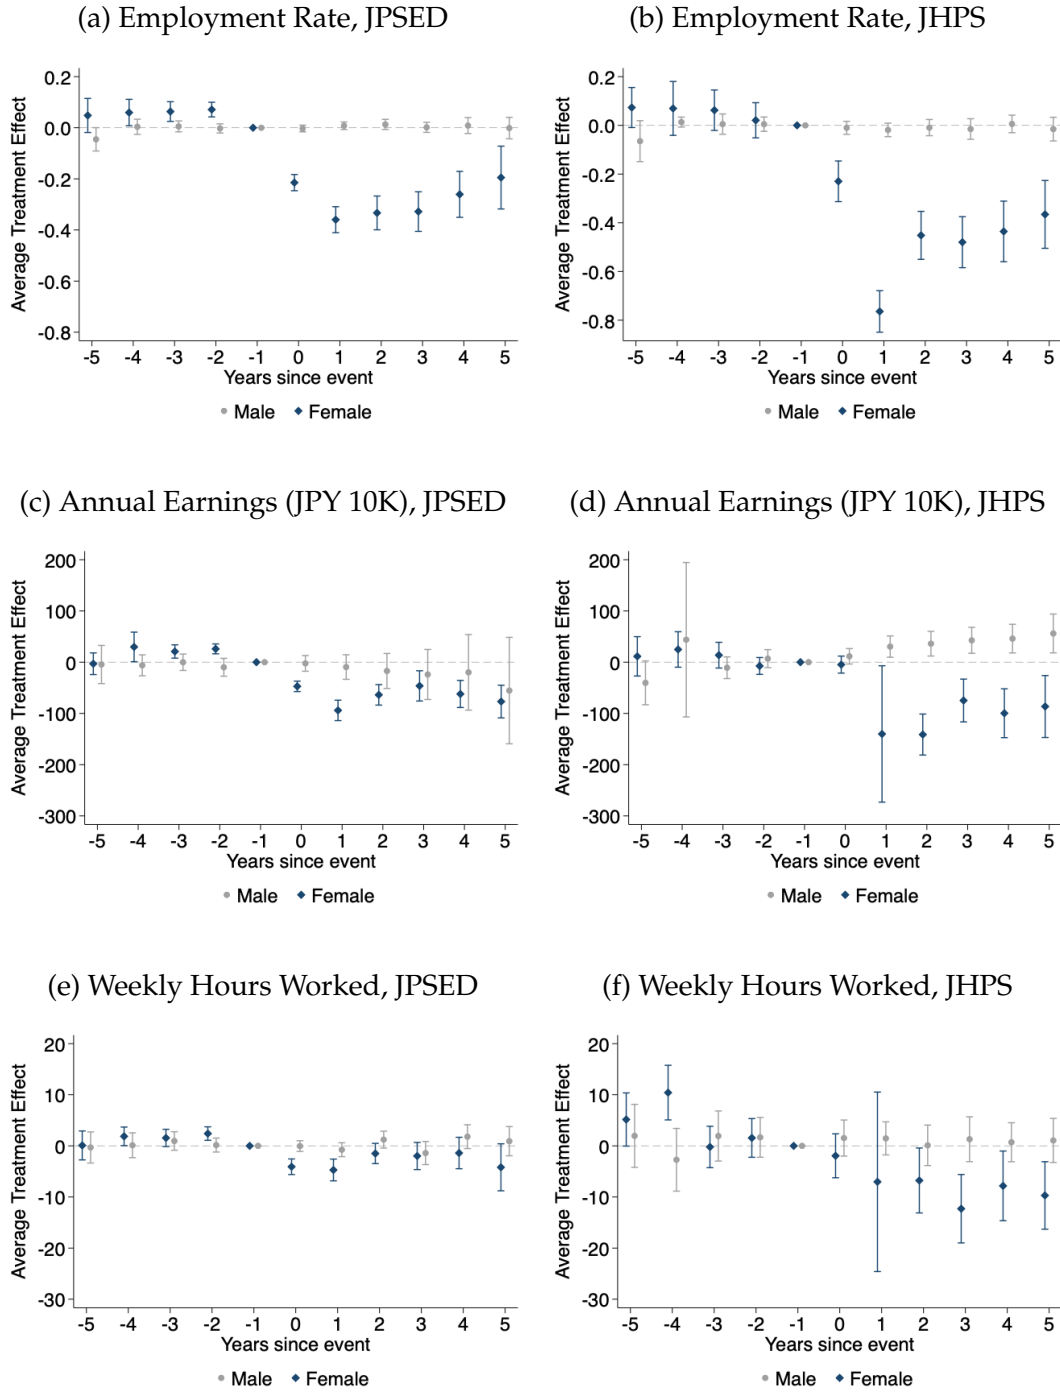 (a) Employment Rate, JPSED
Average Treatment Effect
0.2
0.0
-0.2
-0.4
-0.6
-0.8
-5 -4 -3 -2 -1 0 1 2 3 4 5
Years since event
Male Female
(b) Employment Rate, JHPS
Average Treatment Effect
0.2
0.0
-0.2
-0.4
-0.6
-0.8
-5 -4 -3 -2 -1 0 1 2 3 4 5
Years since event
Male Female
(c) Annual Earnings (JPY 10K), JPSED
Average Treatment Effect
200
100
0
-100
-200
-300
-5 -4 -3 -2 -1 0 1 2 3 4 5
Years since event
Male Female
(d) Annual Earnings (JPY 10K), JHPS
Average Treatment Effect
200
100
0
-100
-200
-300
-5 -4 -3 -2 -1 0 1 2 3 4 5
Years since event
Male Female
(e) Weekly Hours Worked, JPSED
Average Treatment Effect
20
10
0
-10
-20
-30
-5 -4 -3 -2 -1 0 1 2 3 4 5
Years since event
Male Female
(f) Weekly Hours Worked, JHPS
Average Treatment Effect
20
10
0
-10
-20
-30
-5 -4 -3 -2 -1 0 1 2 3 4 5
Years since event
Male Female